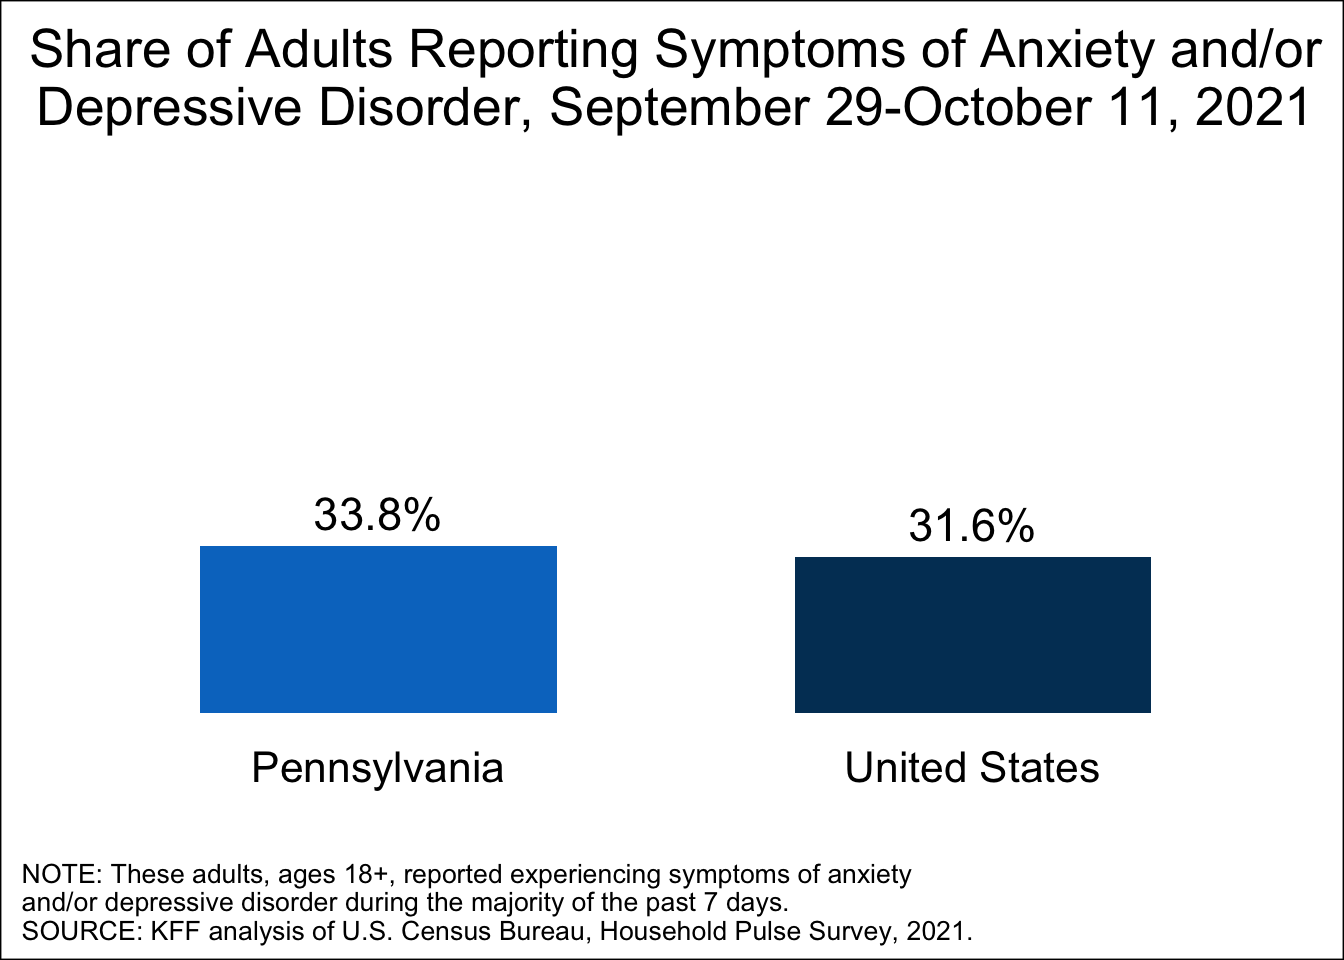 Share of Adults Reporting Symptoms of Anxiety and/or
Depressive Disorder, September 29-October 11, 2021
33.8%
31.6%
Pennsylvania
United States
NOTE: These adults, ages 18+, reported experiencing symptoms of anxiety
and/or depressive disorder during the majority of the past 7 days.
SOURCE: KFF analysis of U.S. Census Bureau, Household Pulse Survey, 2021.